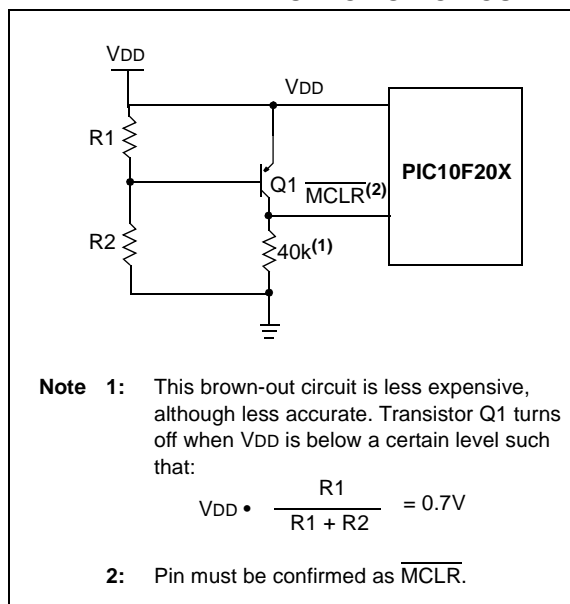 VDD
VDD
R1
Q1
MCLR(2)
PIC10F20X
R2
40k(1)
Note 1: This brown-out circuit is less expensive,
although less accurate. Transistor Q1 turns
off when VDD is below a certain level such
that:
VDD • R1 / R1 + R2 = 0.7V
2: Pin must be confirmed as MCLR.